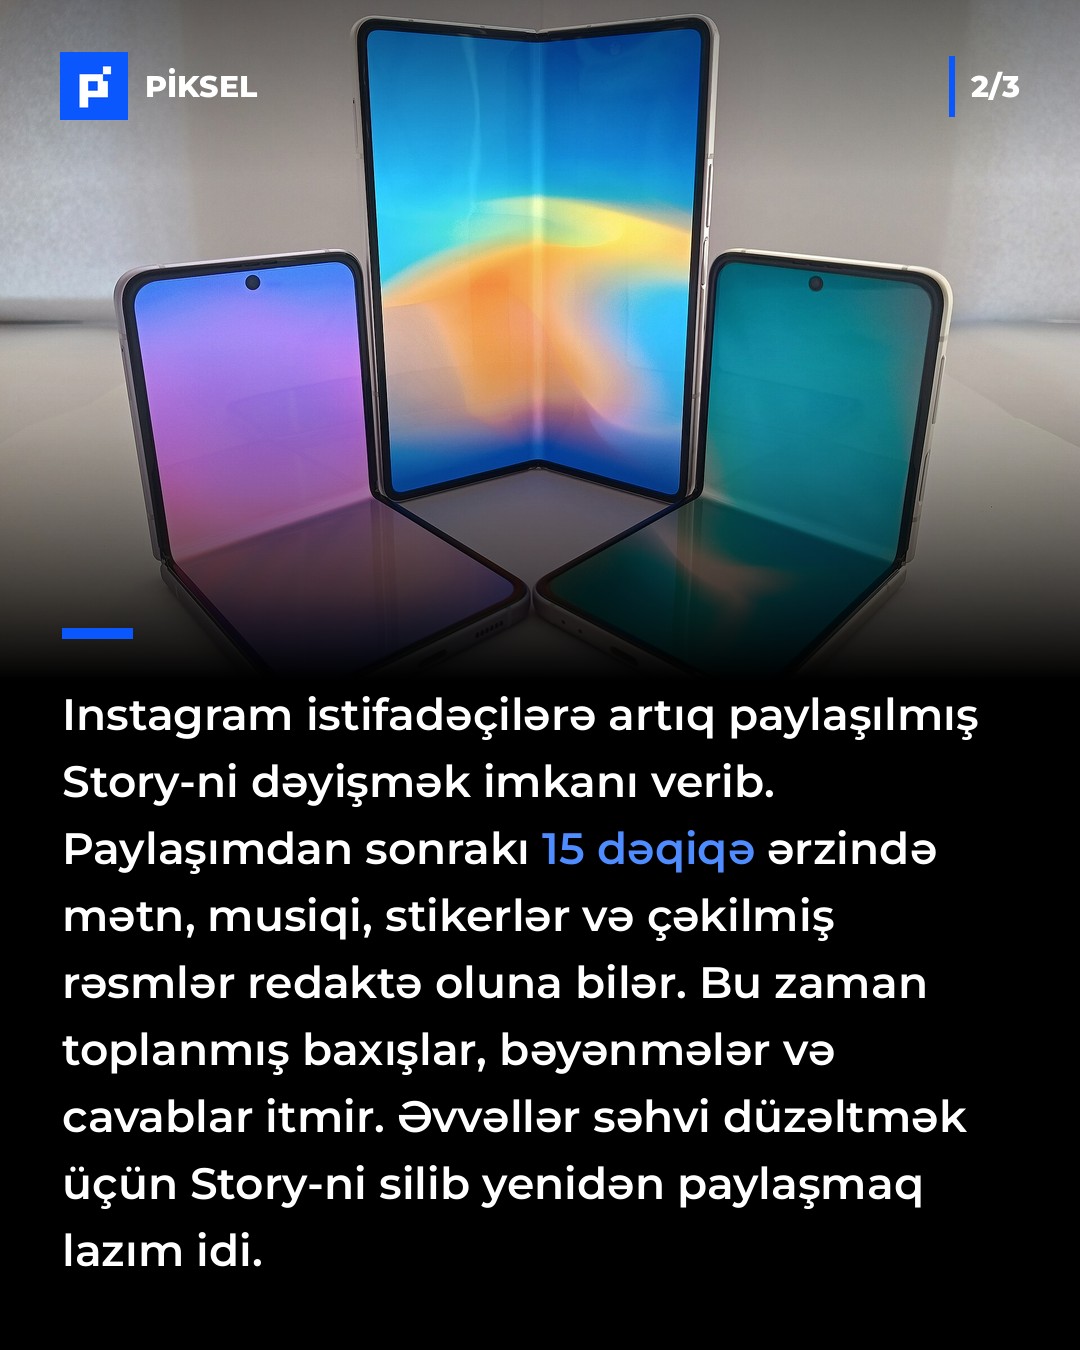 PİKSEL
2/3
Instagram istifadəçilərə artıq paylaşılmış
Story-ni dəyişmək imkanı verib.
Paylaşımdan sonrakı 15 dəqiqə ərzində
mətn, musiqi, stikerlər və çəkilmiş
rəsmlər redaktə oluna bilər. Bu zaman
toplanmış baxışlar, bəyənmələr və
cavablar itmir. Əvvəllər səhvi düzəltmək
üçün Story-ni silib yenidən paylaşmaq
lazım idi.